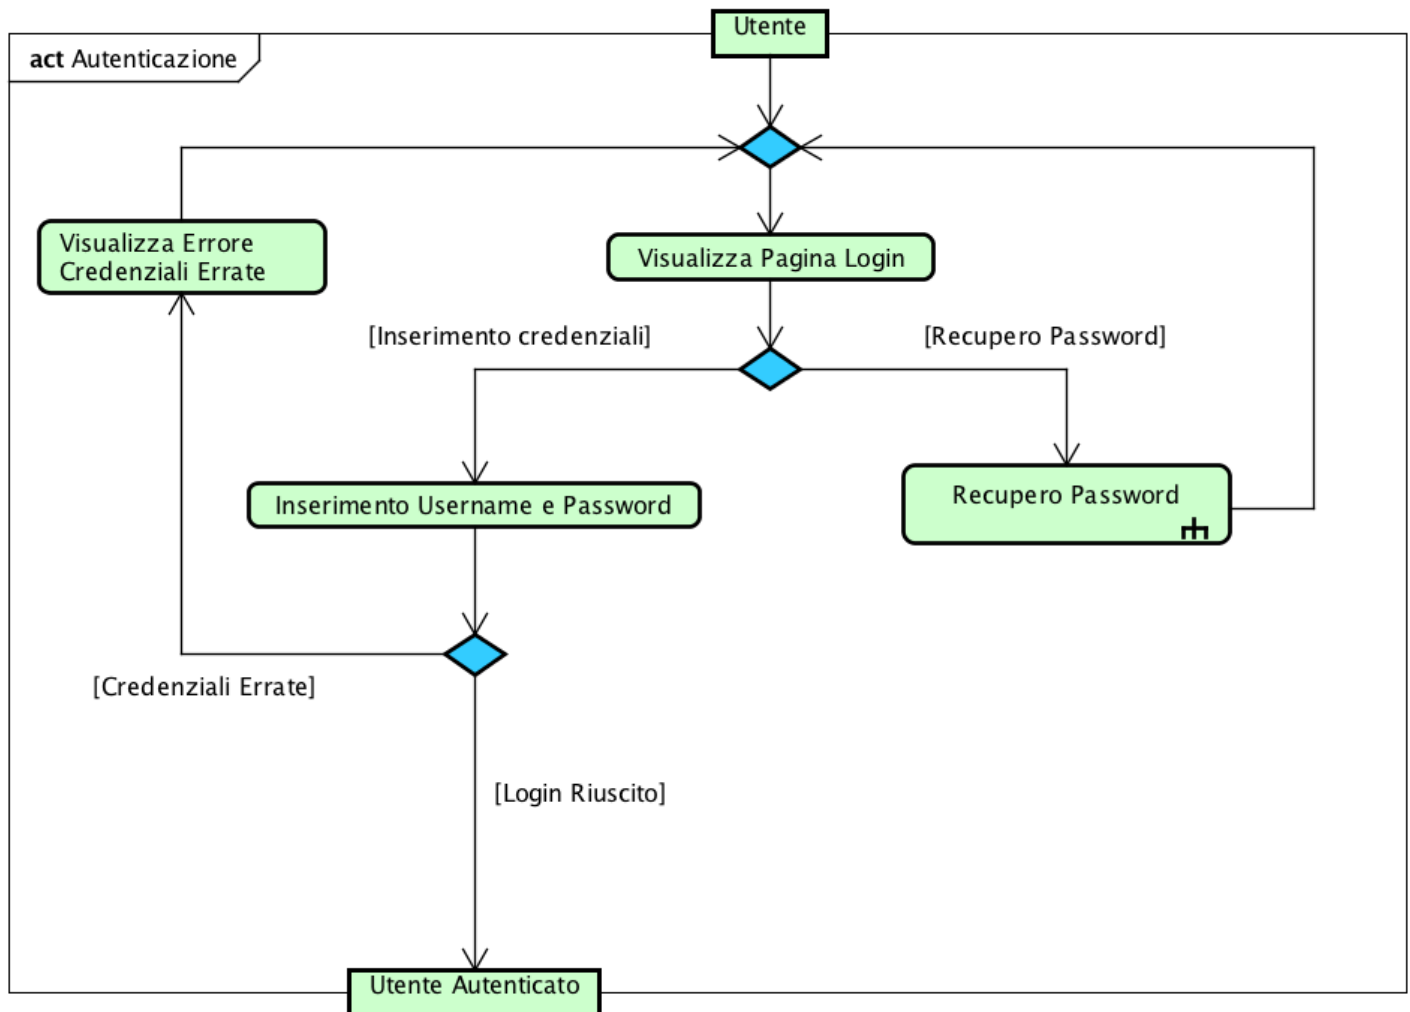 Utente
act Autenticazione
Visualizza Errore
Credenziali Errate
Visualizza Pagina Login
[Inserimento credenziali]
[Recupero Password]
Inserimento Username e Password
Recupero Password
[Credenziali Errate]
[Login Riuscito]
Utente Autenticato